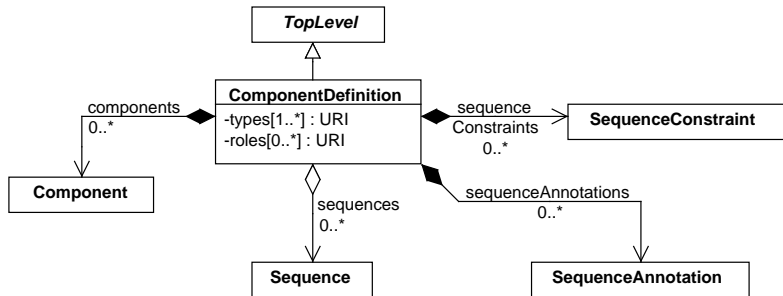 TopLevel
ComponentDefinition
-types[1..*] : URI
-roles[0..*] : URI
components
0..*
sequence
Constraints
0..*
SequenceConstraint
Component
sequences
0..*
sequenceAnnotations
0..*
Sequence
SequenceAnnotation